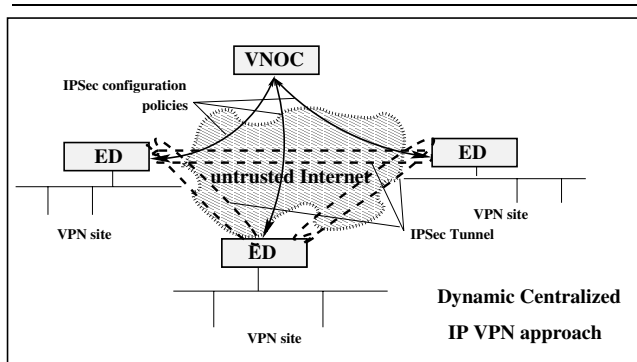 VNOC
IPSec configuration
policies
ED
ED
untrusted Internet
VPN site
VPN site
IPSec Tunnel
ED
Dynamic Centralized
IP VPN approach
VPN site